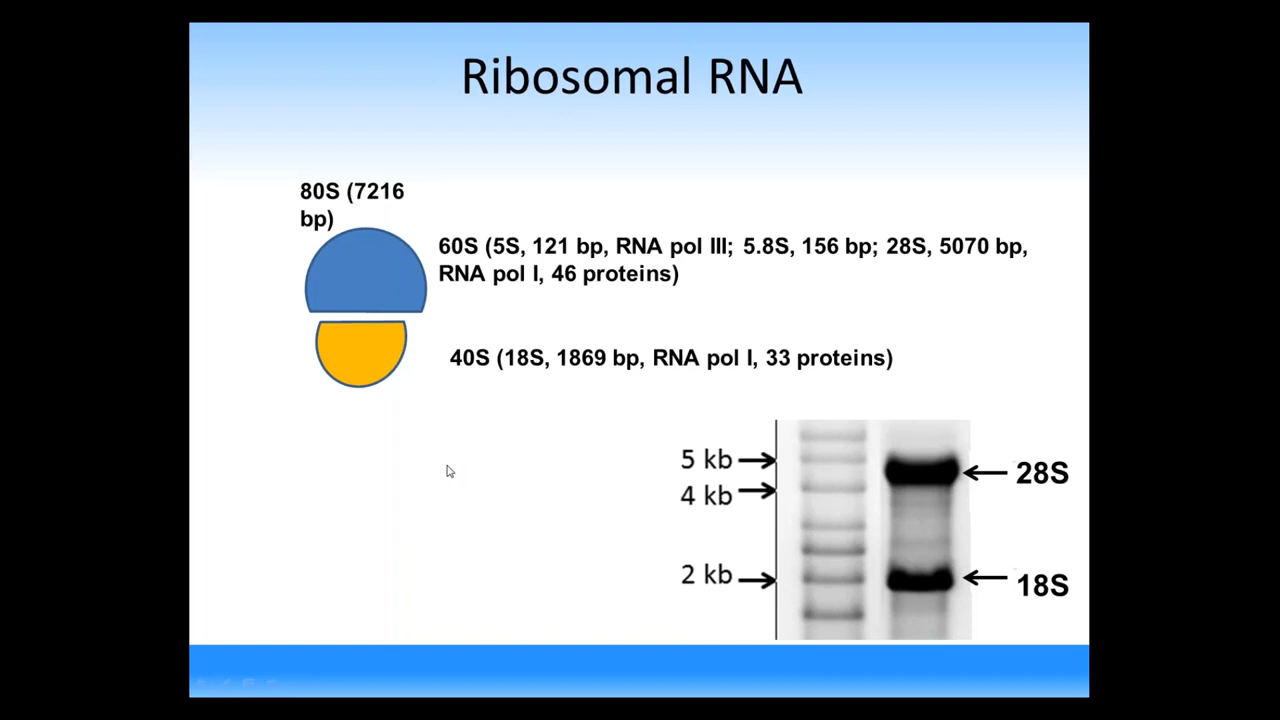 Ribosomal RNA
80S (7216
bp)
60S (5S, 121 bp, RNA pol III; 5.8S, 156 bp; 28S, 5070 bp,
RNA pol I, 46 proteins)
40S (18S, 1869 bp, RNA pol I, 33 proteins)
5 kb
28S
4 kb
2 kb
18S